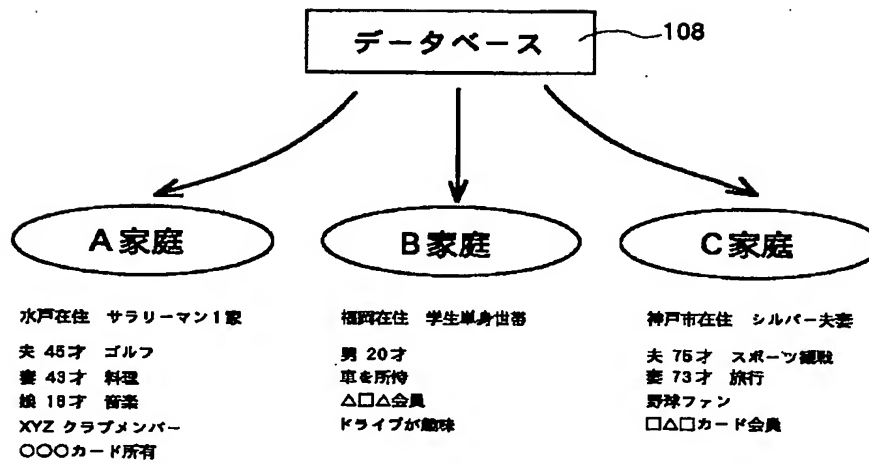 データベース
108
A家庭
B家庭
C家庭
水戸在住 サラリーマン1家
夫 45才 ゴルフ
妻 43才 料理
娘 18才 音楽
XYZ クラブメンバー
○○○カード所有
福岡在住 学生単身世帯
男 20才
車を所持
△□△会員
ドライブが趣味
神戸市在住 シルバー夫妻
夫 75才 スポーツ観戦
妻 73才 旅行
野球ファン
□△□カード会員